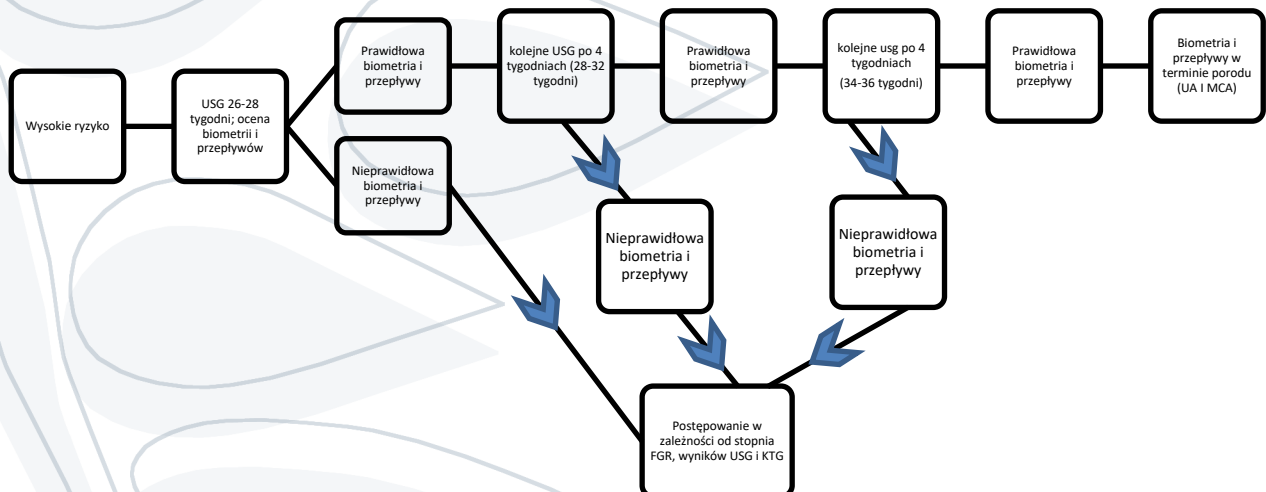 Wysokie ryzyko
USG 26-28
tygodni; ocena
biometrii i
przepływów
Prawidłowa
biometria i
przepływy
Nieprawidłowa
biometria i
przepływy
kolejne USG po 4
tygodniach (28-32
tygodni)
Prawidłowa
biometria i
przepływy
kolejne usg po 4
tygodniach
(34-36 tygodni)
Prawidłowa
biometria i
przepływy
Biometria i
przepływy w
terminie porodu
(UA I MCA)
Nieprawidłowa
biometria i
przepływy
Nieprawidłowa
biometria i
przepływy
Postępowanie w
zależności od stopnia
FGR, wyników USG i KTG